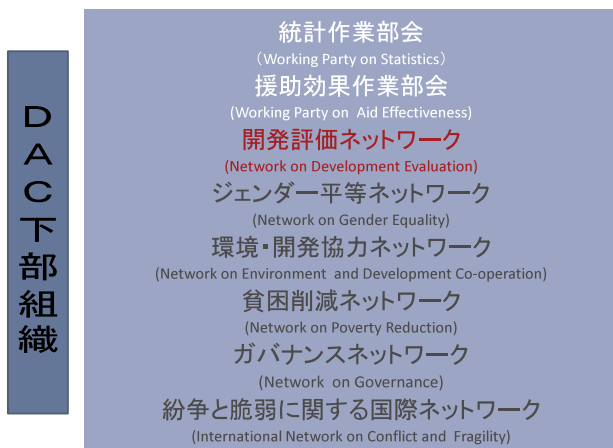 DAC下部組織
統計作業部会
（Working Party on Statistics）
援助効果作業部会
(Working Party on Aid Effectiveness)
開発評価ネットワーク
(Network on Development Evaluation)
ジェンダー平等ネットワーク
(Network on Gender Equality)
環境・開発協力ネットワーク
(Network on Environment and Development Co-operation)
貧困削減ネットワーク
(Network on Poverty Reduction)
ガバナンスネットワーク
(Network on Governance)
紛争と脆弱に関する国際ネットワーク
(International Network on Conflict and Fragility)